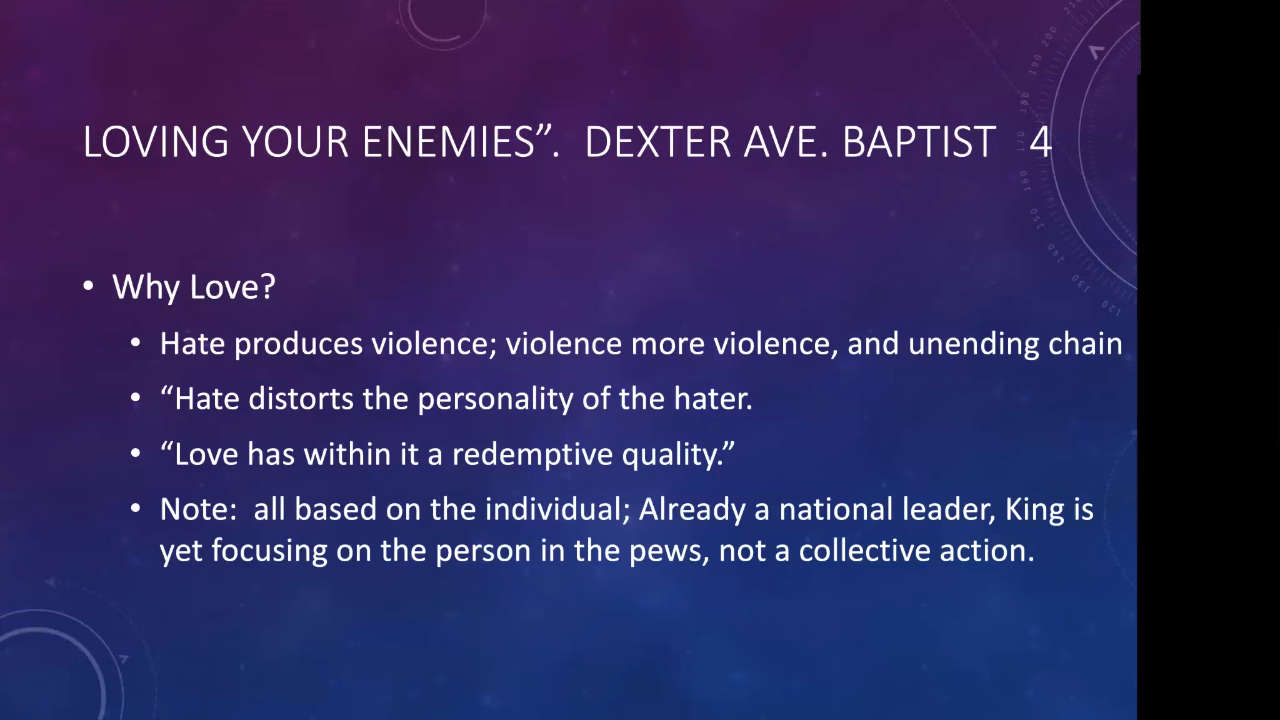 LOVING YOUR ENEMIES”. DEXTER AVE. BAPTIST 4
• Why Love?
• Hate produces violence; violence more violence, and unending chain
• “Hate distorts the personality of the hater.
• “Love has within it a redemptive quality.”
• Note: all based on the individual; Already a national leader, King is
yet focusing on the person in the pews, not a collective action.